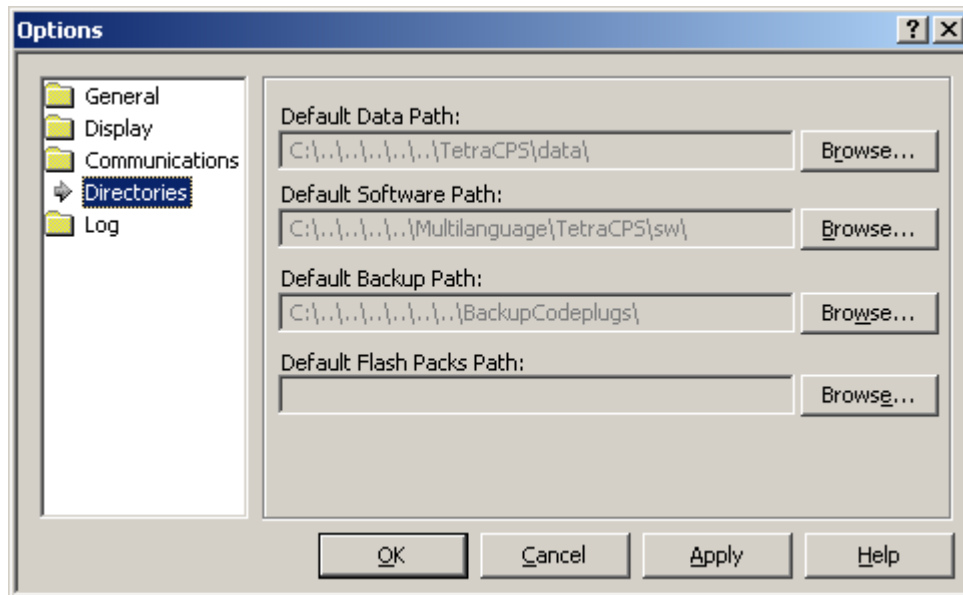 Options
General
Display
Communications
Directories
Log
Default Data Path:
C:\..\..\..\..\..\TetraCPS\data\
Browse...
Default Software Path:
C:\..\..\..\..\Multilanguage\TetraCPS\sw\
Browse...
Default Backup Path:
C:\..\..\..\..\..\..\BackupCodeplugs\
Browse...
Default Flash Packs Path:
Browse...
OK
Cancel
Apply
Help